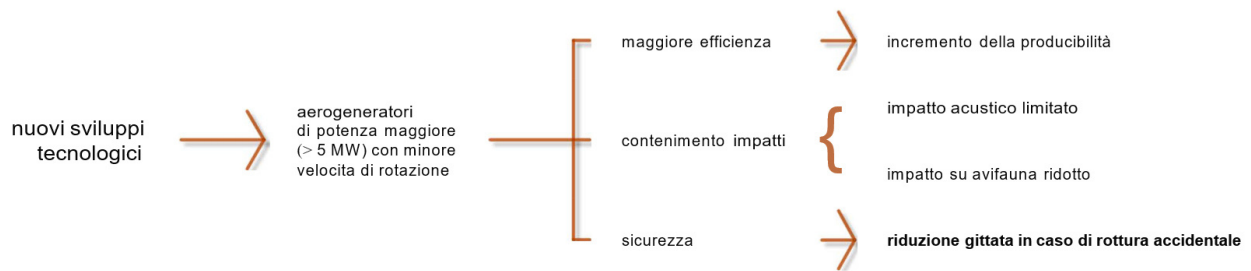 nuovi sviluppi
tecnologici
aerogeneratori
di potenza maggiore
(> 5 MW) con minore
velocita di rotazione
maggiore efficienza
incremento della producibilità
contenimento impatti
impatto acustico limitato
impatto su avifauna ridotto
sicurezza
riduzione gittata in caso di rottura accidentale